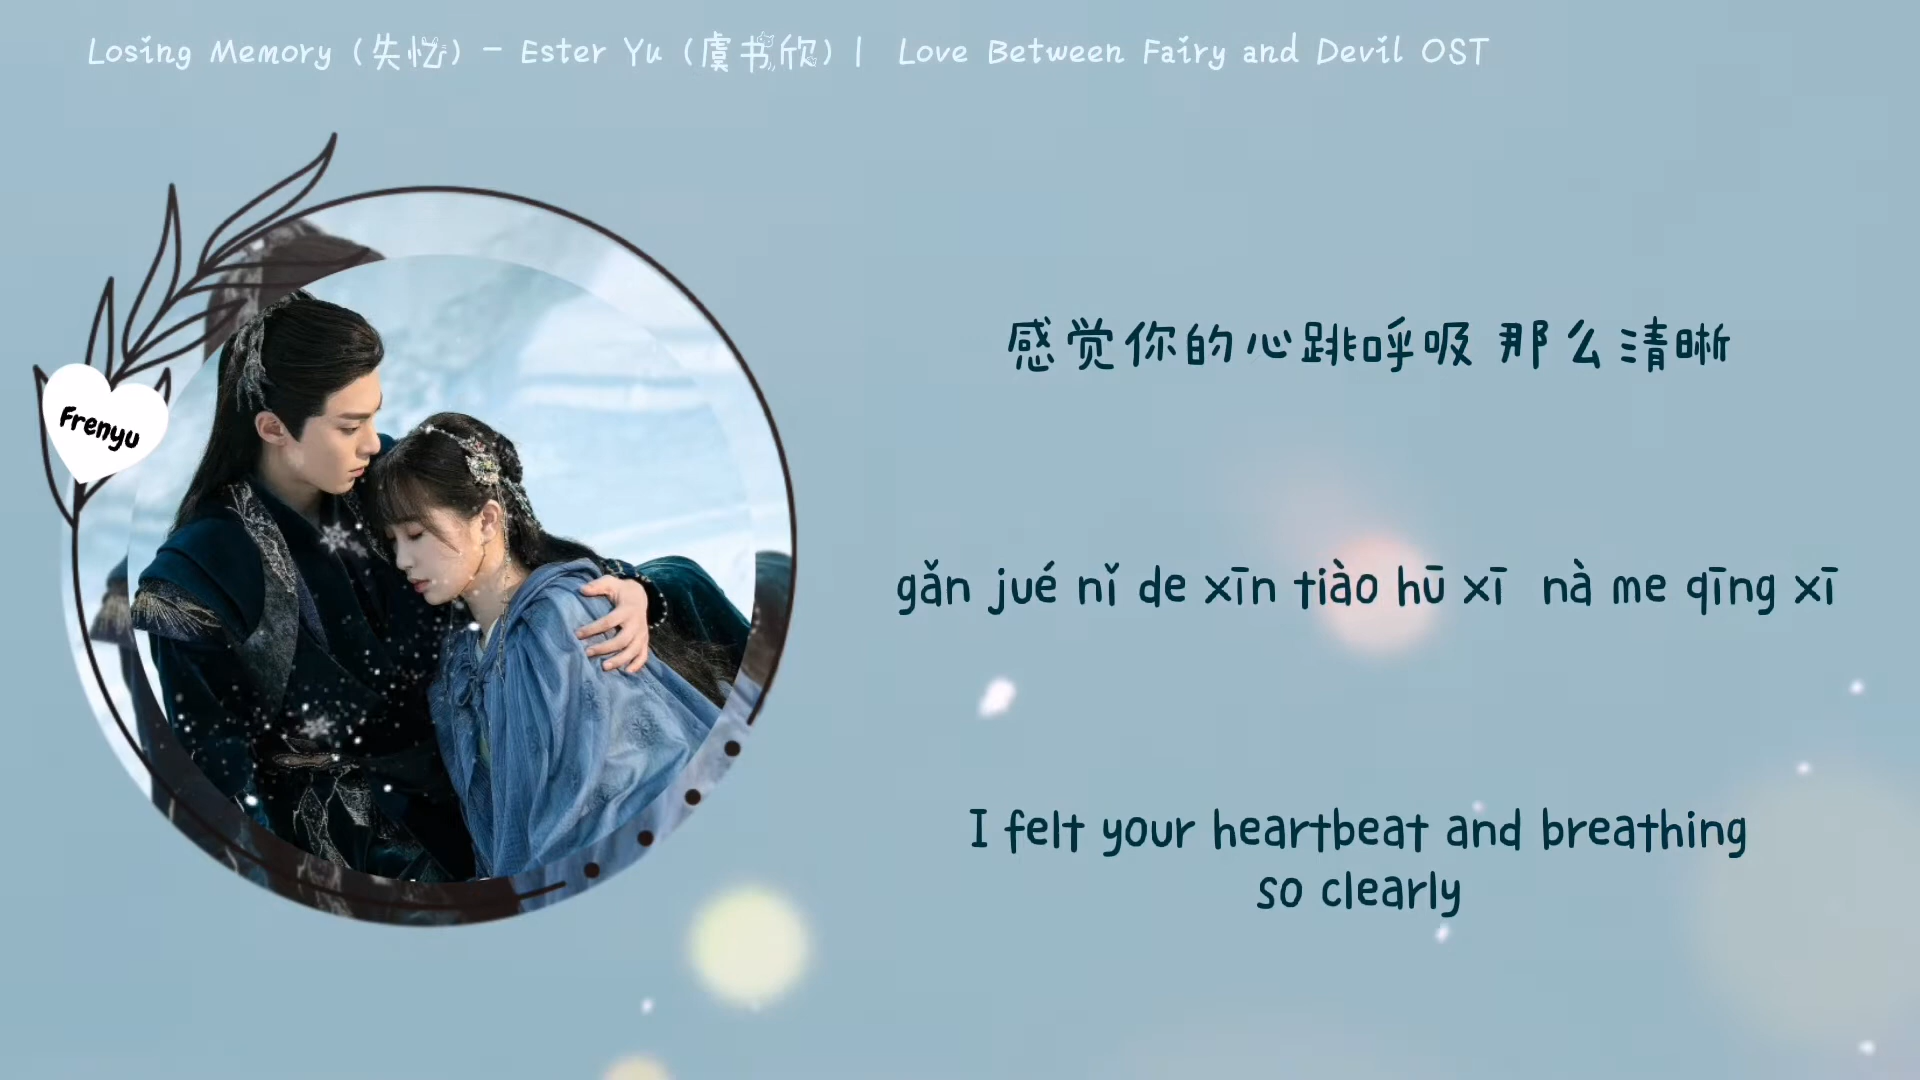 Losing Memory (失忆) - Ester Yu (虞书欣) | Love Between Fairy and Devil OST
Frenyu
感觉你的心跳呼吸 那么清晰
gǎn jué nǐ de xīn tiào hū xī nà me qīng xī
I felt your heartbeat and breathing
so clearly